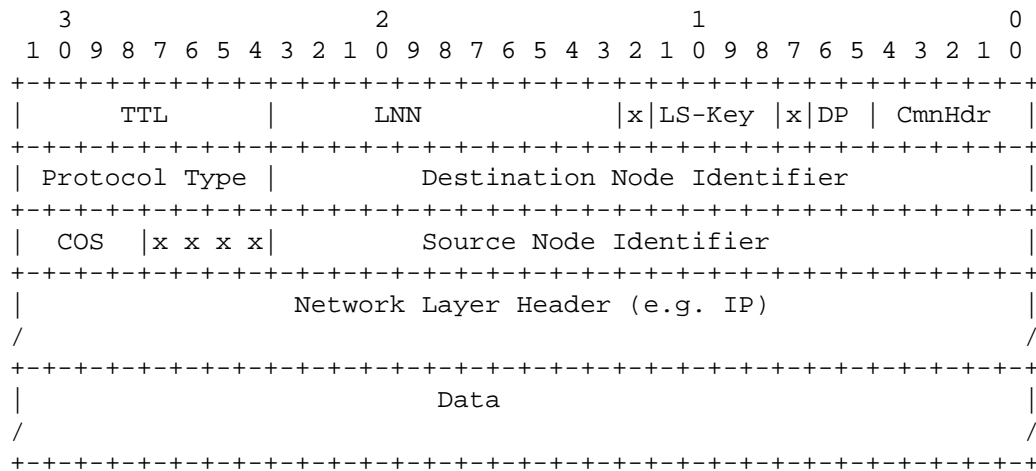 3                   2                   1                   0
  1 0 9 8 7 6 5 4 3 2 1 0 9 8 7 6 5 4 3 2 1 0 9 8 7 6 5 4 3 2 1 0
 +-+-+-+-+-+-+-+-+-+-+-+-+-+-+-+-+-+-+-+-+-+-+-+-+-+-+-+-+-+-+-+-+
 |      TTL      |      LNN            |x|LS-Key |x|DP | CmnHdr  |
 +-+-+-+-+-+-+-+-+-+-+-+-+-+-+-+-+-+-+-+-+-+-+-+-+-+-+-+-+-+-+-+-+
 | Protocol Type |         Destination Node Identifier           |
 +-+-+-+-+-+-+-+-+-+-+-+-+-+-+-+-+-+-+-+-+-+-+-+-+-+-+-+-+-+-+-+-+
 |  COS  |x x x x|         Source Node Identifier                |
 +-+-+-+-+-+-+-+-+-+-+-+-+-+-+-+-+-+-+-+-+-+-+-+-+-+-+-+-+-+-+-+-+
 |                 Network Layer Header (e.g. IP)                |
 /                                                               /
 +-+-+-+-+-+-+-+-+-+-+-+-+-+-+-+-+-+-+-+-+-+-+-+-+-+-+-+-+-+-+-+-+
 |                          Data                                 |
 /                                                               /
 +-+-+-+-+-+-+-+-+-+-+-+-+-+-+-+-+-+-+-+-+-+-+-+-+-+-+-+-+-+-+-+-+